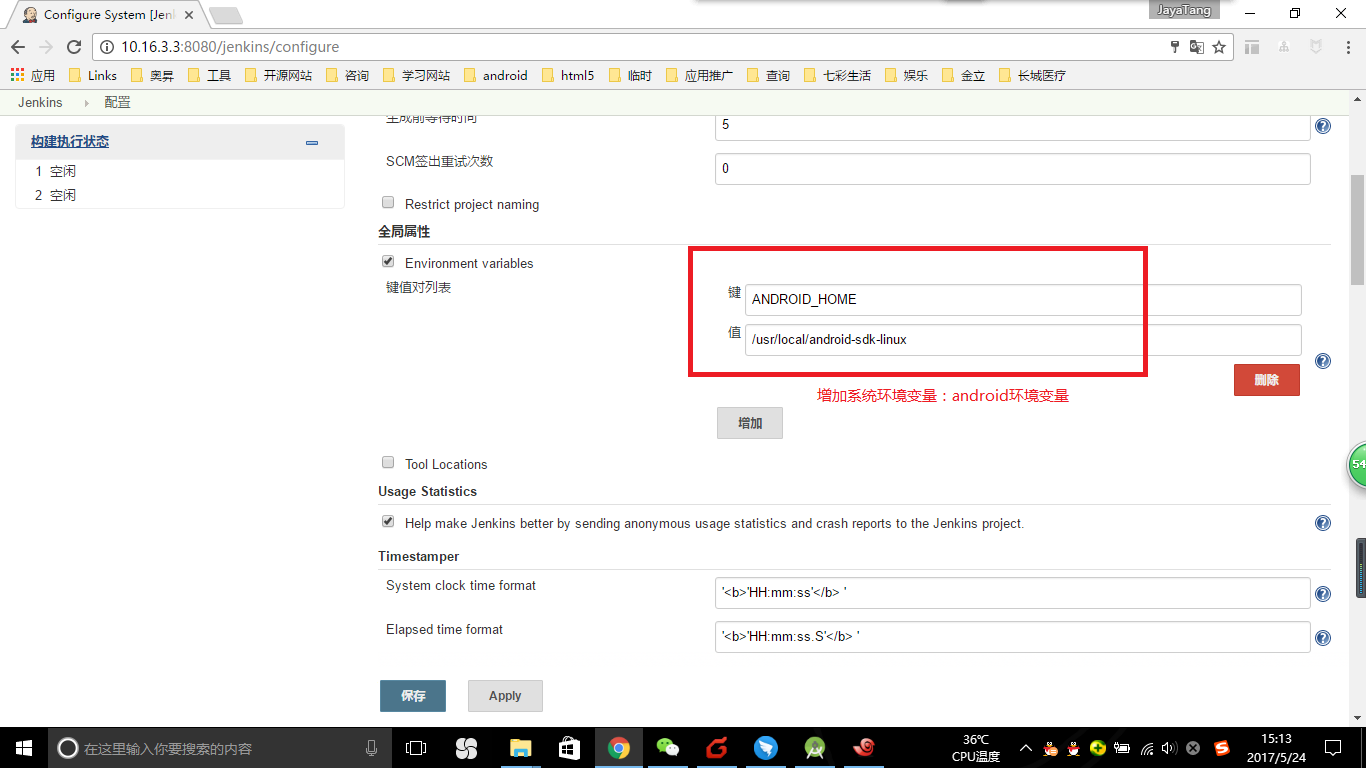 JayaTang
Configure System [Jen
10.16.3.3:8080/jenkins/configure
应用 Links 奥昇 工具 开源网站 咨询 学习网站 android html5 临时 应用推广 查询 七彩生活 娱乐 金立 长城医疗
Jenkins 配置
构建执行状态
1 空闲
2 空闲
生成前等待时间 5
SCM签出重试次数 0
Restrict project naming
全局属性
Environment variables
键值对列表
键 ANDROID_HOME
值 /usr/local/android-sdk-linux
删除
增加系统环境变量：android环境变量
增加
Tool Locations
54
Usage Statistics
Help make Jenkins better by sending anonymous usage statistics and crash reports to the Jenkins project.
Timestamper
System clock time format '<b>'HH:mm:ss'</b> '
Elapsed time format '<b>'HH:mm:ss.S'</b> '
保存 Apply
在这里输入你要搜索的内容
36℃
CPU温度
15:13
2017/5/24